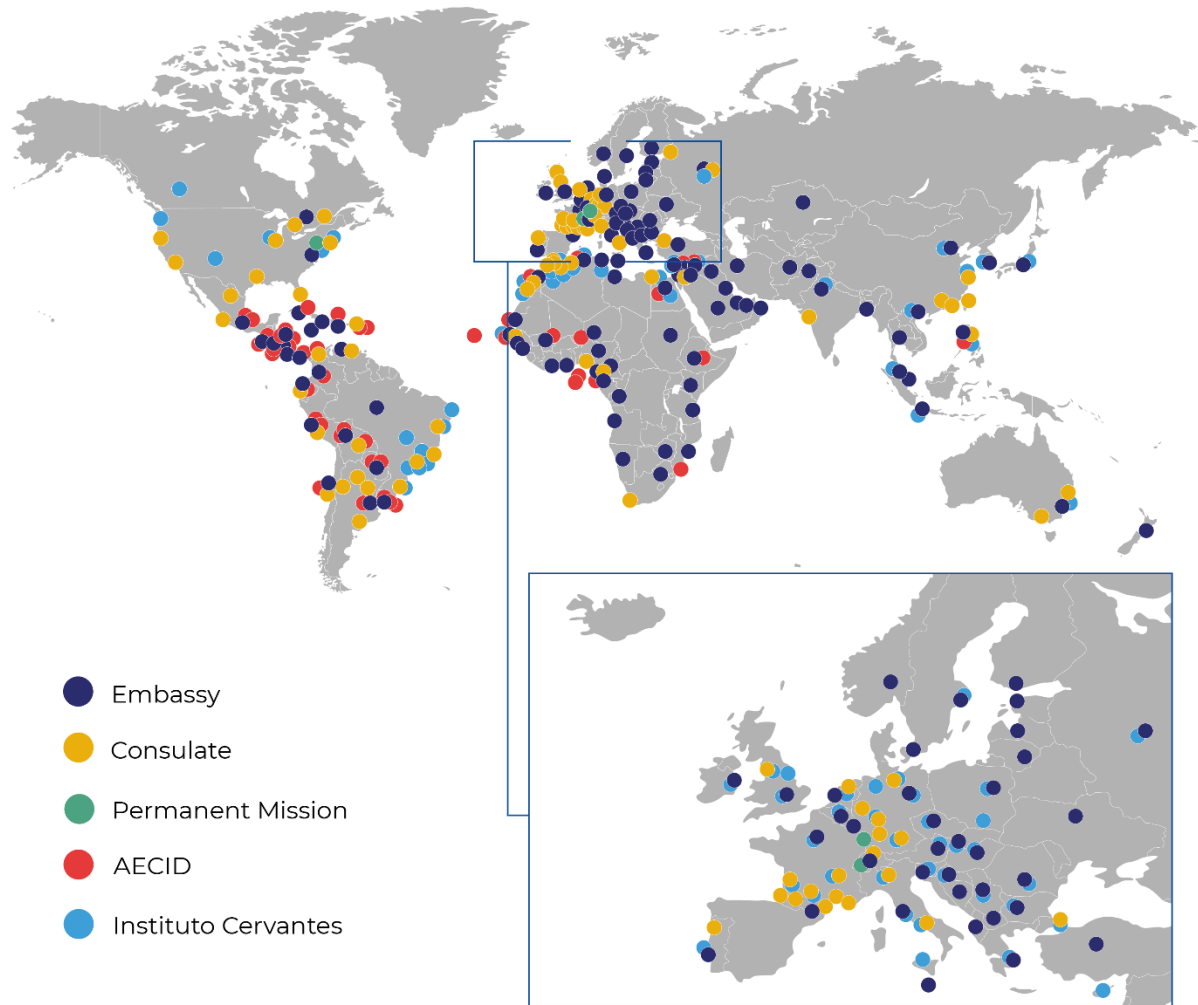 Embassy
Consulate
Permanent Mission
AECID
Instituto Cervantes